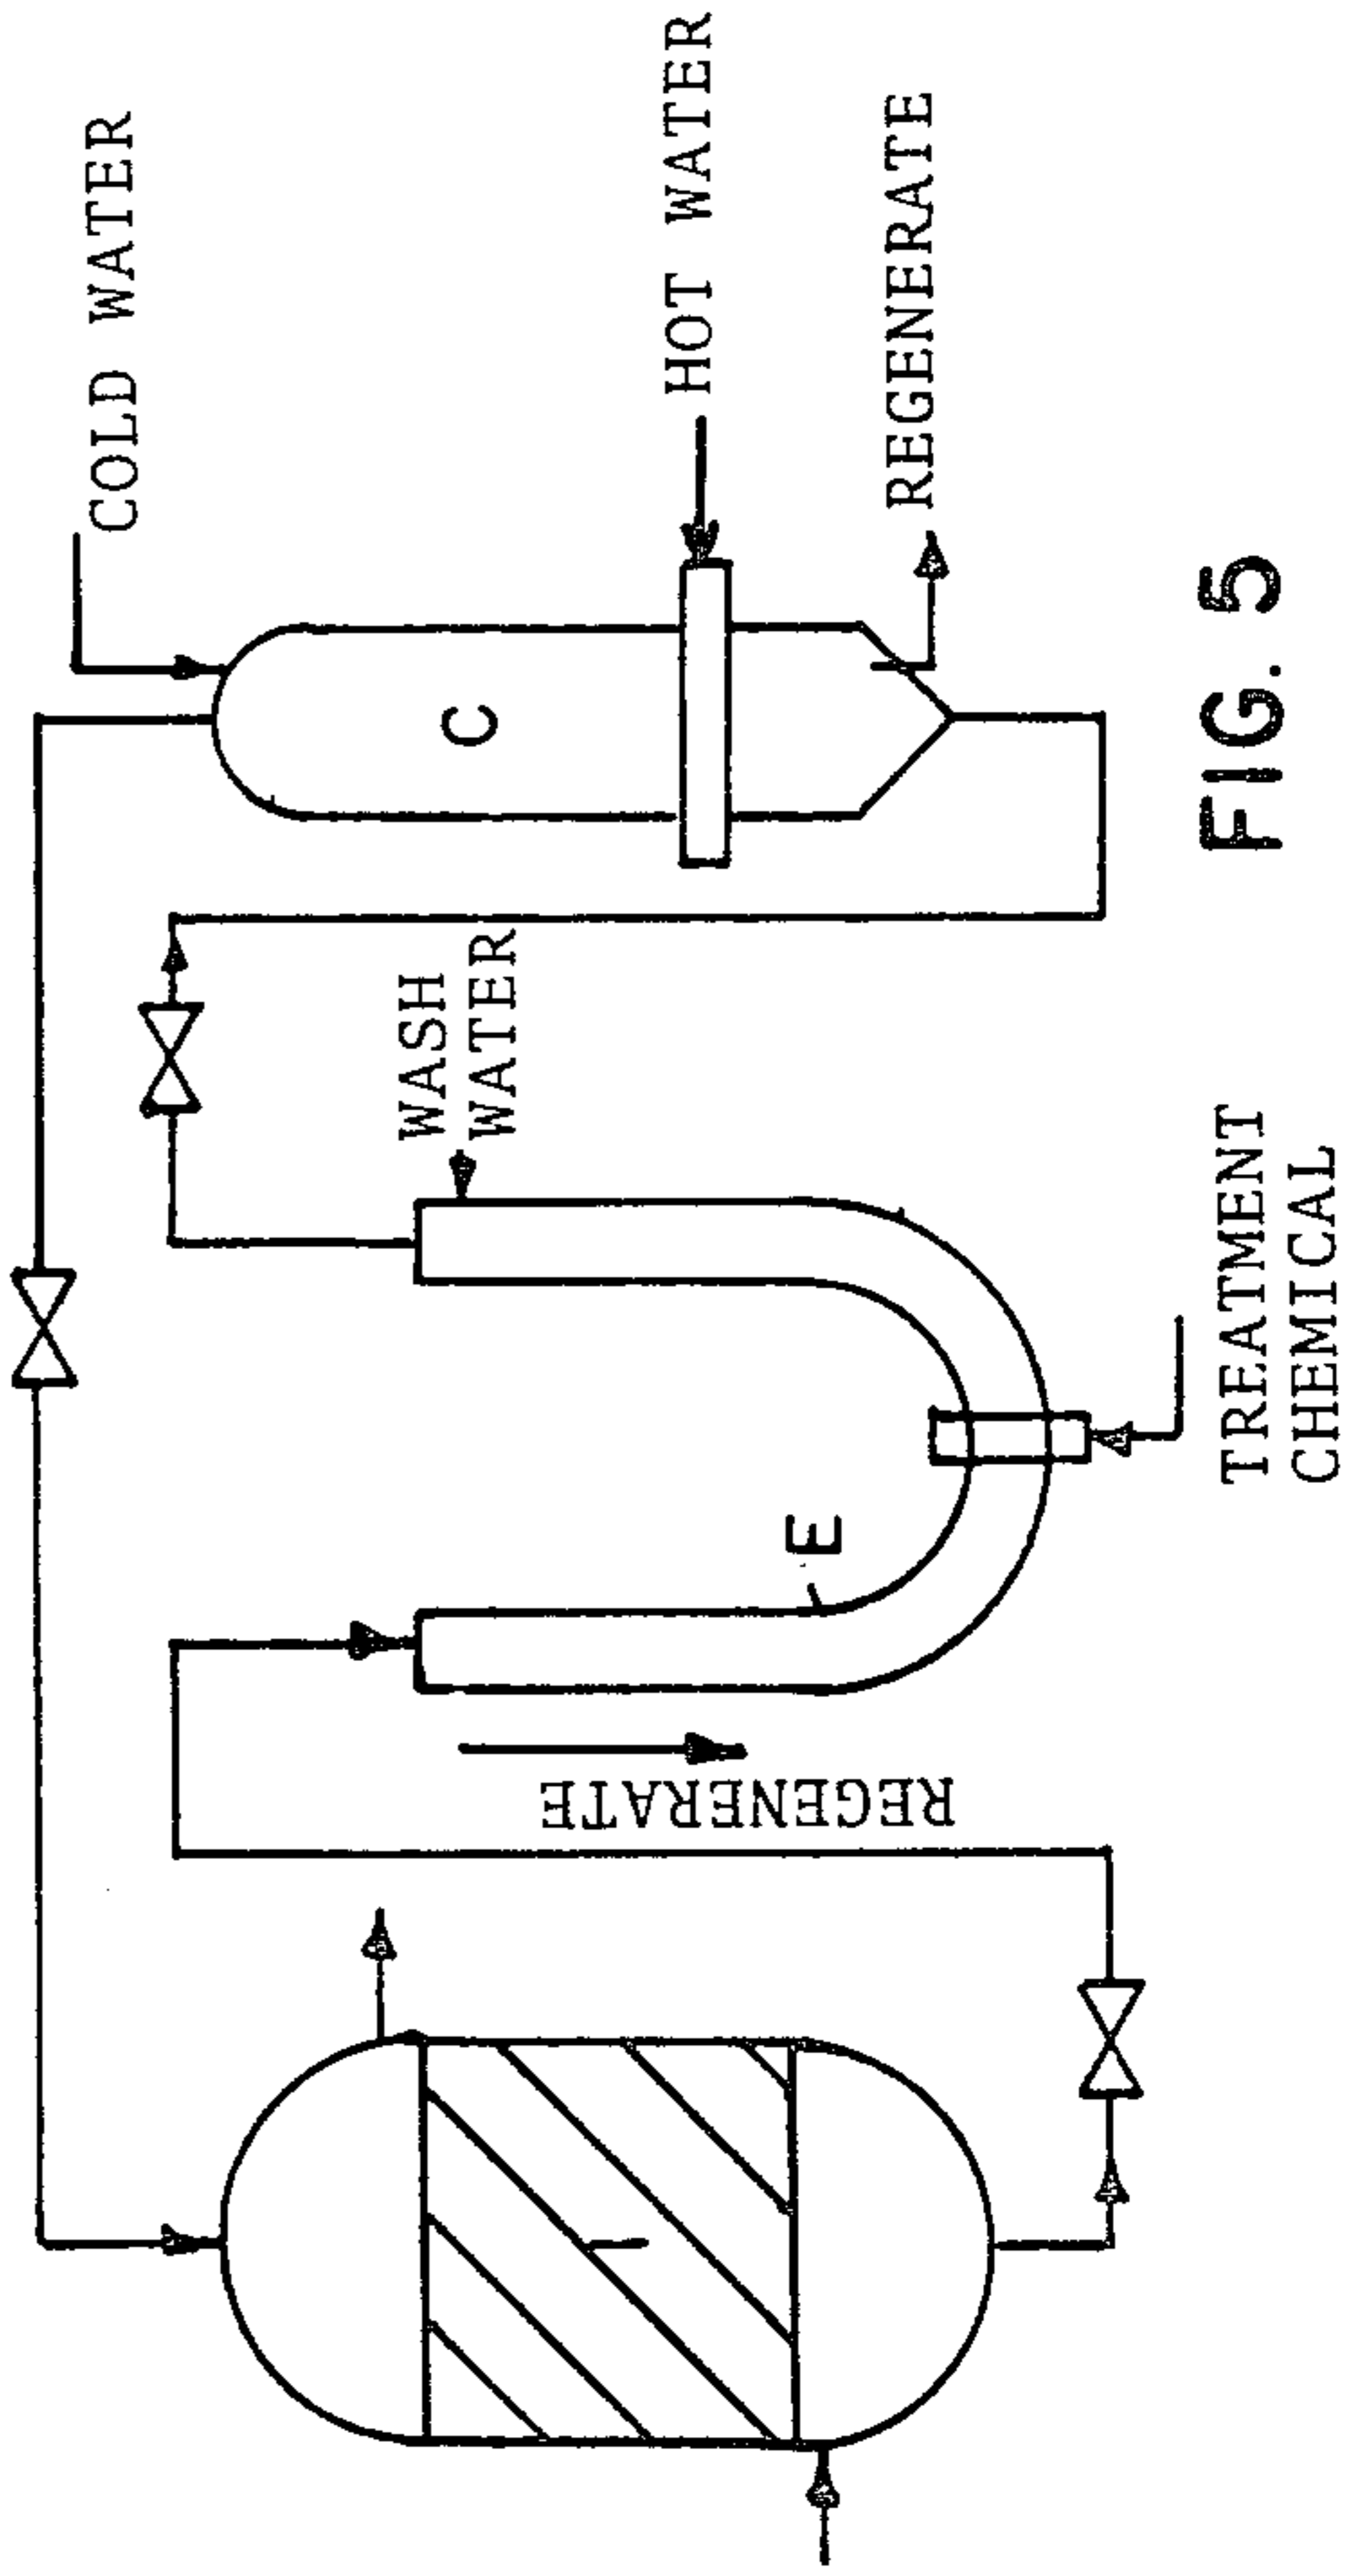 COLD WATER
C
HOT WATER
REGENERATE
WASH
WATER
E
REGENERATE
TREATMENT
CHEMICAL
FIG. 5